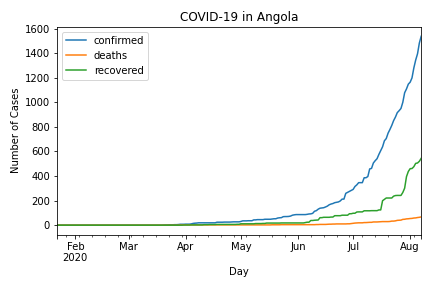 COVID-19 in Angola
confirmed
deaths
recovered
Number of Cases
1600
1400
1200
1000
800
600
400
200
0
Feb Mar Apr May Jun Jul Aug
2020
Day